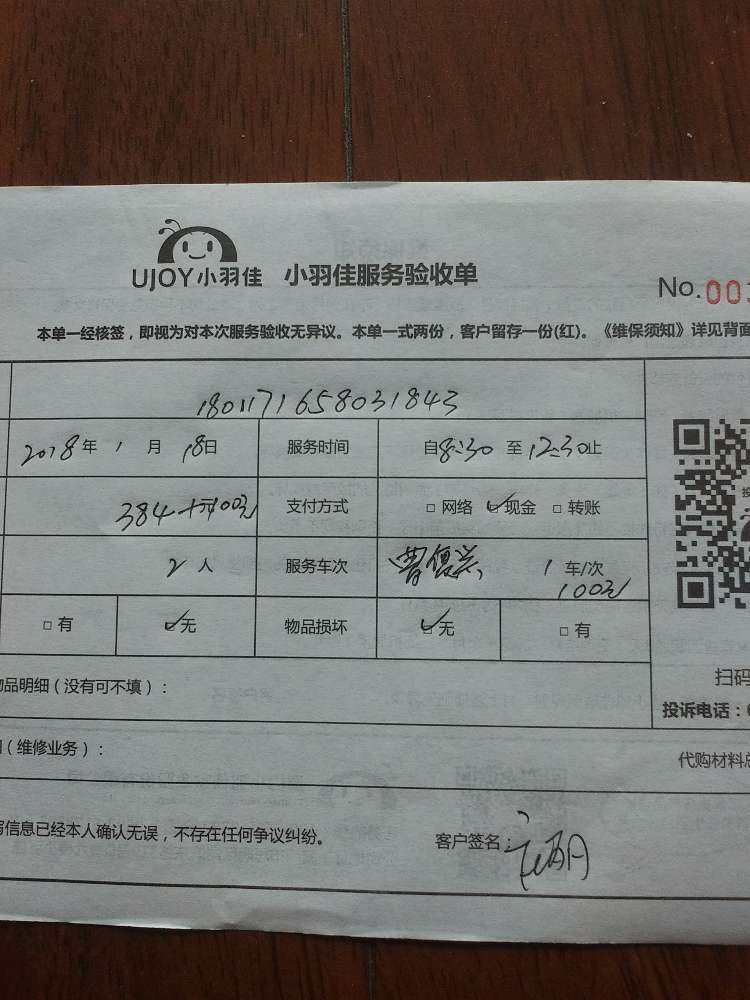 UJOY小羽佳 小羽佳服务验收单
No.00
本单一经核签，即视为对本次服务验收无异议。本单一式两份，客户留存一份(红)。《维保须知》详见背面
1801171658031843
2018年 1 月 18日 服务时间 自8:30 至 12:30止
384+100元 支付方式 □ 网络 ☑现金 □ 转账
2 人 服务车次 曹复兴 1 车/次
100元
□ 有 ☑无 物品损坏 ☑无 □ 有
扫码
物品明细（没有可不填）：
投诉电话：
（维修业务）：
代购材料总
写信息已经本人确认无误，不存在任何争议纠纷。
客户签名：